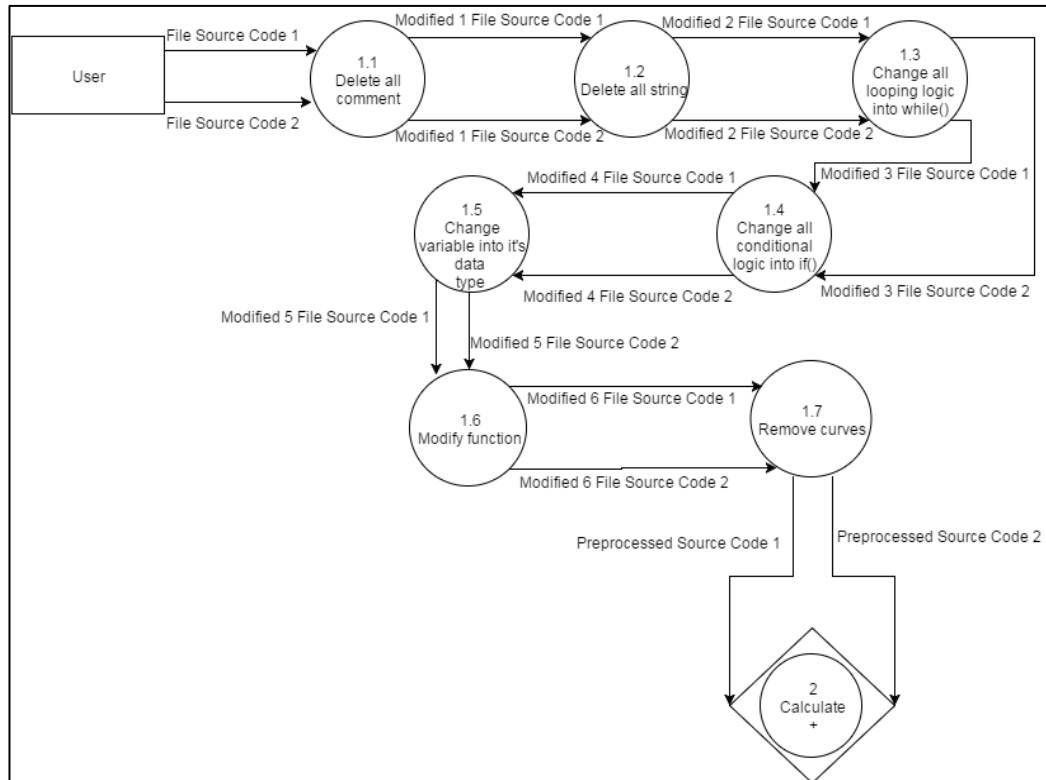 User
File Source Code 1
File Source Code 2
1.1
Delete all
comment
Modified 1 File Source Code 1
Modified 1 File Source Code 2
1.2
Delete all string
Modified 2 File Source Code 1
Modified 2 File Source Code 2
1.3
Change all
looping logic
into while()
Modified 3 File Source Code 1
Modified 3 File Source Code 2
1.4
Change all
conditional
logic into if()
Modified 4 File Source Code 1
Modified 4 File Source Code 2
1.5
Change
variable into it's
data
type
Modified 5 File Source Code 1
Modified 5 File Source Code 2
1.6
Modify function
Modified 6 File Source Code 1
Modified 6 File Source Code 2
1.7
Remove curves
Preprocessed Source Code 1
Preprocessed Source Code 2
2
Calculate
+